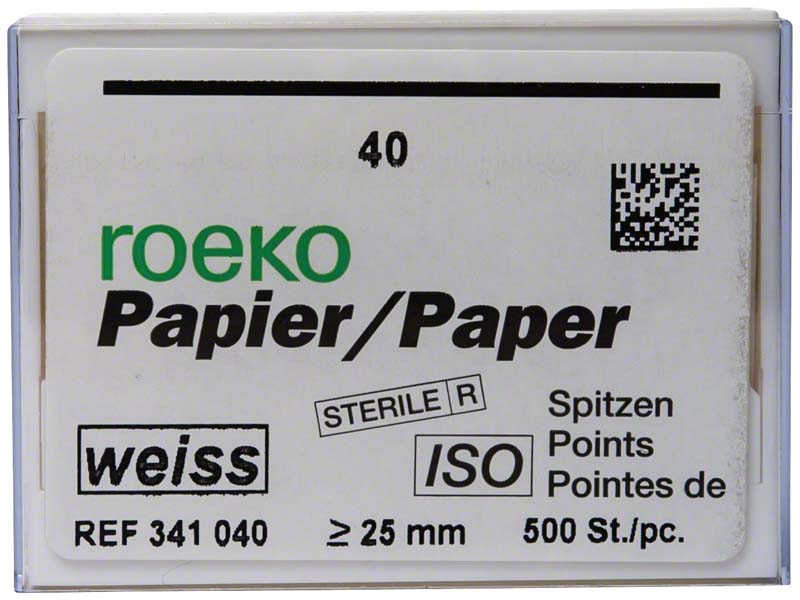 40
roeko
Papier/Paper
STERILE R
weiss
ISO
Spitzen
Points
Pointes de
REF 341 040 ≥ 25 mm 500 St./pc.